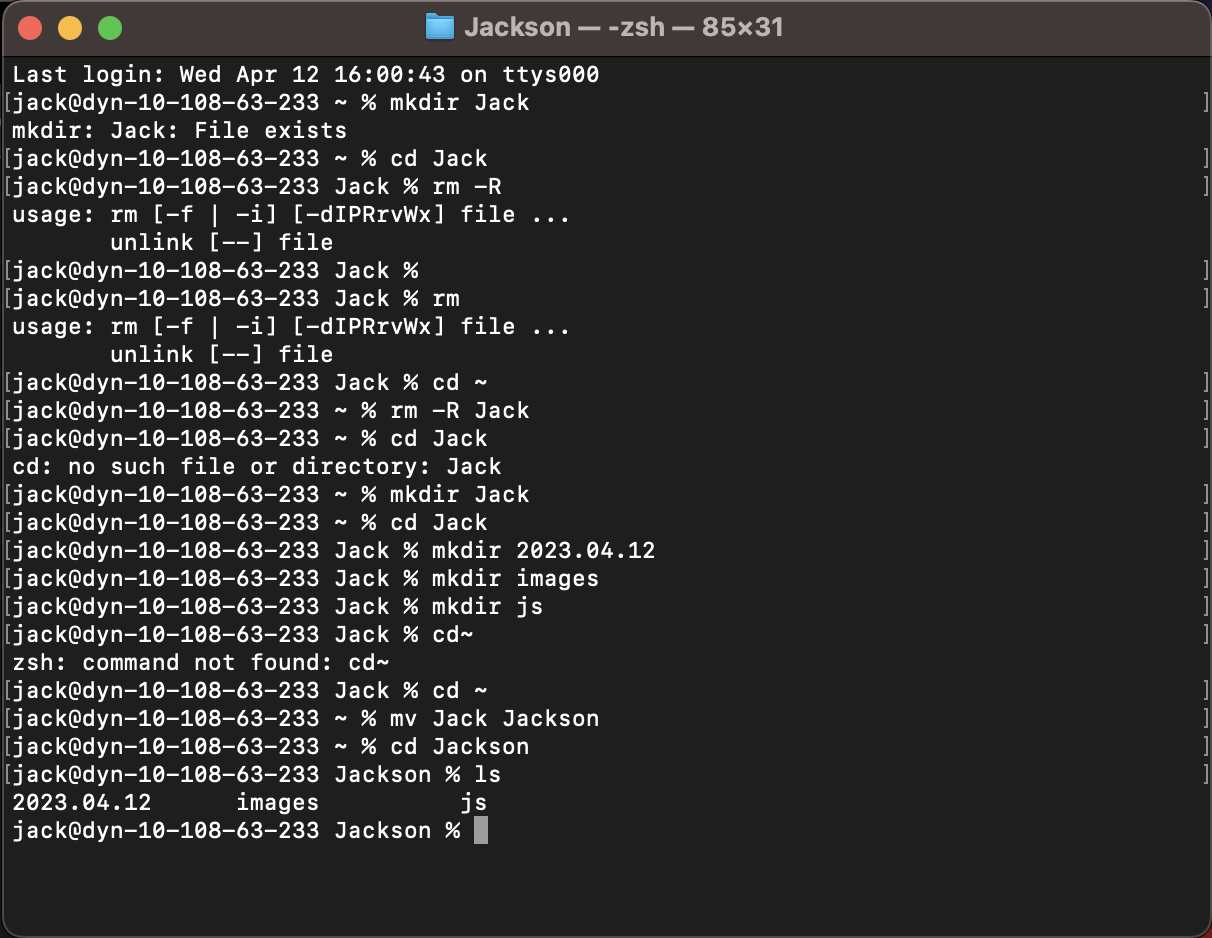 Jackson — -zsh — 85×31
Last login: Wed Apr 12 16:00:43 on ttys000
[jack@dyn-10-108-63-233 ~ % mkdir Jack ]
mkdir: Jack: File exists
[jack@dyn-10-108-63-233 ~ % cd Jack ]
[jack@dyn-10-108-63-233 Jack % rm -R ]
usage: rm [-f | -i] [-dIPRrvWx] file ...
       unlink [--] file
[jack@dyn-10-108-63-233 Jack % ]
[jack@dyn-10-108-63-233 Jack % rm ]
usage: rm [-f | -i] [-dIPRrvWx] file ...
       unlink [--] file
[jack@dyn-10-108-63-233 Jack % cd ~ ]
[jack@dyn-10-108-63-233 ~ % rm -R Jack ]
[jack@dyn-10-108-63-233 ~ % cd Jack ]
cd: no such file or directory: Jack
[jack@dyn-10-108-63-233 ~ % mkdir Jack ]
[jack@dyn-10-108-63-233 ~ % cd Jack ]
[jack@dyn-10-108-63-233 Jack % mkdir 2023.04.12 ]
[jack@dyn-10-108-63-233 Jack % mkdir images ]
[jack@dyn-10-108-63-233 Jack % mkdir js ]
[jack@dyn-10-108-63-233 Jack % cd~ ]
zsh: command not found: cd~
[jack@dyn-10-108-63-233 Jack % cd ~ ]
[jack@dyn-10-108-63-233 ~ % mv Jack Jackson ]
[jack@dyn-10-108-63-233 ~ % cd Jackson ]
[jack@dyn-10-108-63-233 Jackson % ls ]
2023.04.12      images          js
jack@dyn-10-108-63-233 Jackson %